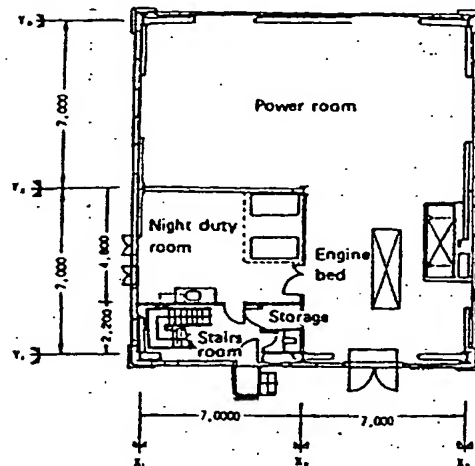 Power room
7,000
Night duty
room
Engine
bed
7,000
4,800
2,200
Storage
Stairs
room
7,0000
7,000